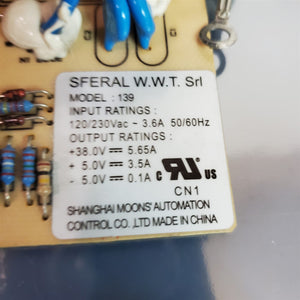 SFERAL W.W.T. Srl
MODEL : 139
INPUT RATINGS :
120/230Vac ~ 3.6A 50/60Hz
OUTPUT RATINGS :
+38.0V ⎓ 5.65A
+ 5.0V ⎓ 3.5A
- 5.0V ⎓ 0.1A
c RU US
CN1
SHANGHAI MOONS' AUTOMATION
CONTROL CO.,LTD MADE IN CHINA